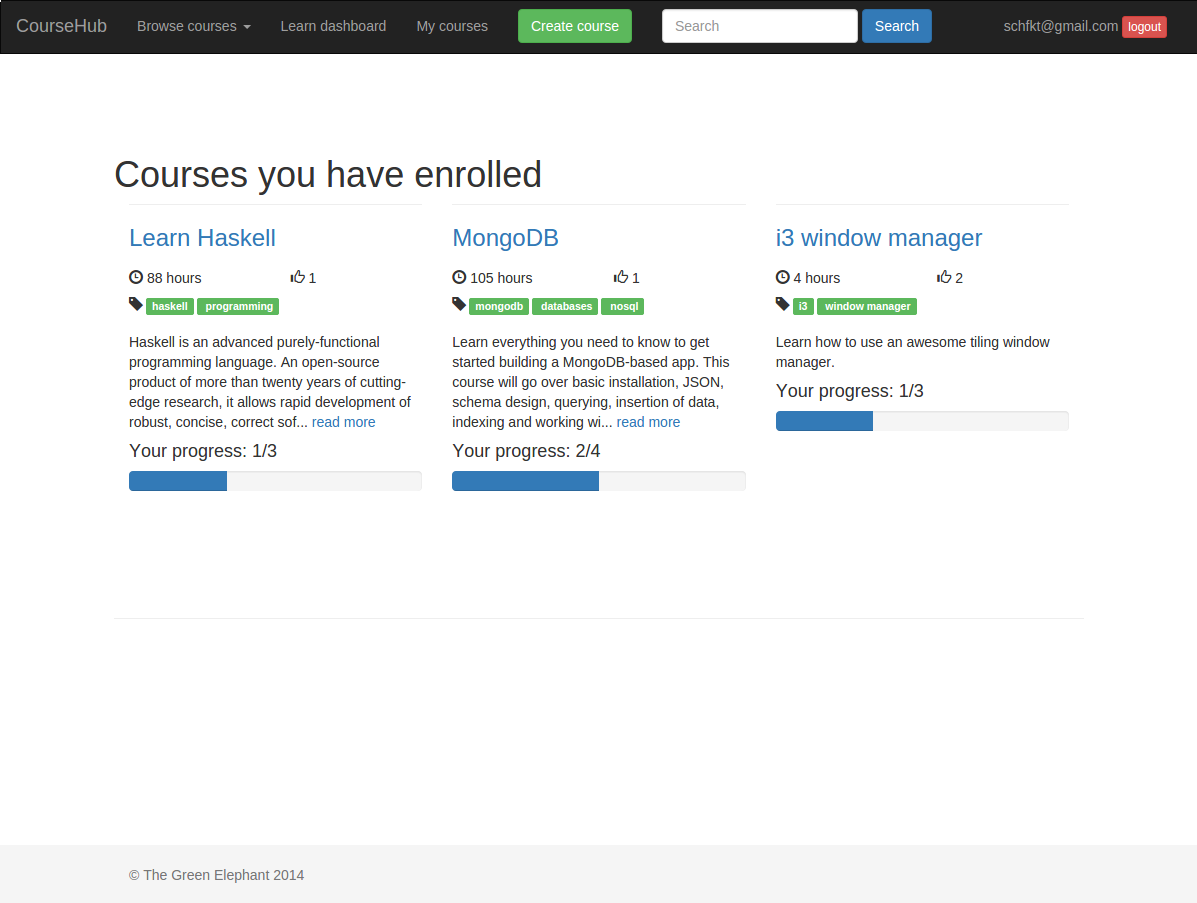 CourseHub Browse courses Learn dashboard My courses Create course Search Search schfkt@gmail.com logout
Courses you have enrolled
Learn Haskell
88 hours 1
haskell programming
Haskell is an advanced purely-functional
programming language. An open-source
product of more than twenty years of cutting-
edge research, it allows rapid development of
robust, concise, correct sof... read more
Your progress: 1/3
MongoDB
105 hours 1
mongodb databases nosql
Learn everything you need to know to get
started building a MongoDB-based app. This
course will go over basic installation, JSON,
schema design, querying, insertion of data,
indexing and working wi... read more
Your progress: 2/4
i3 window manager
4 hours 2
i3 window manager
Learn how to use an awesome tiling window
manager.
Your progress: 1/3
© The Green Elephant 2014